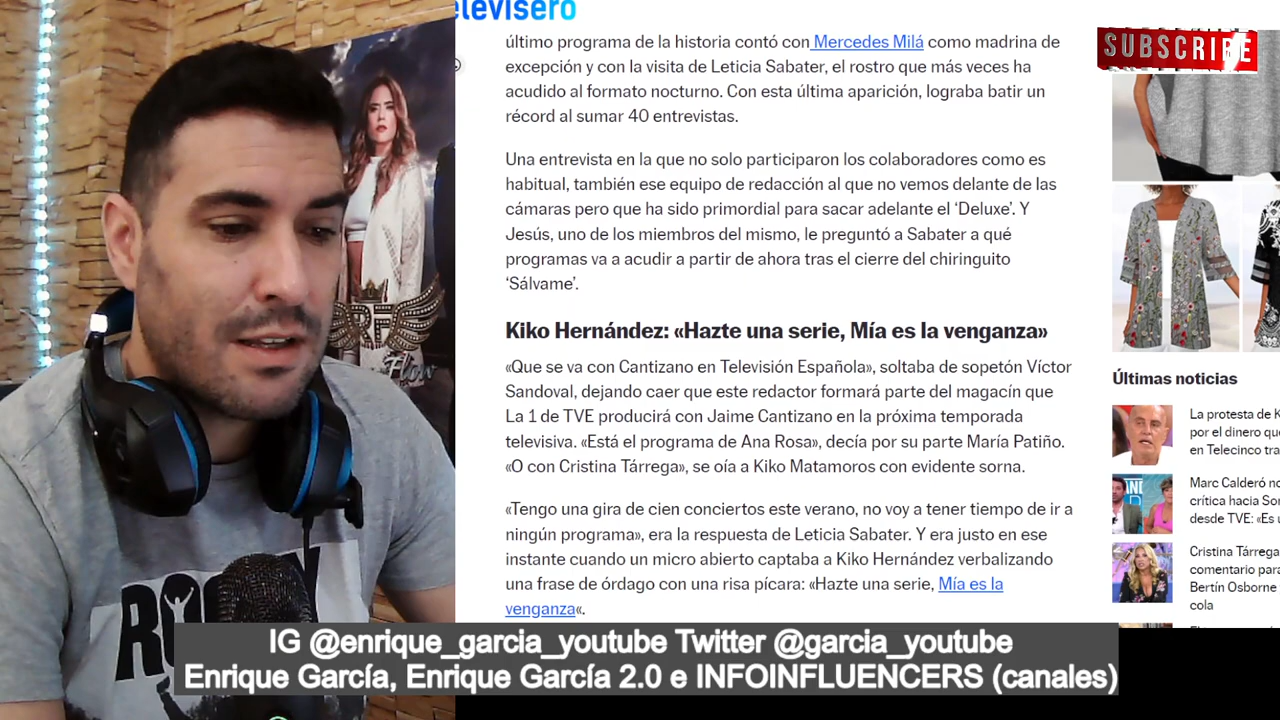 elevisero
SUBSCRIBE
último programa de la historia contó con Mercedes Milá como madrina de
excepción y con la visita de Leticia Sabater, el rostro que más veces ha
acudido al formato nocturno. Con esta última aparición, lograba batir un
récord al sumar 40 entrevistas.
Una entrevista en la que no solo participaron los colaboradores como es
habitual, también ese equipo de redacción al que no vemos delante de las
cámaras pero que ha sido primordial para sacar adelante el ‘Deluxe’. Y
Jesús, uno de los miembros del mismo, le preguntó a Sabater a qué
programas va a acudir a partir de ahora tras el cierre del chiringuito
‘Sálvame’.
Kiko Hernández: «Hazte una serie, Mía es la venganza»
«Que se va con Cantizano en Televisión Española», soltaba de sopetón Víctor
Sandoval, dejando caer que este redactor formará parte del magacín que
La 1 de TVE producirá con Jaime Cantizano en la próxima temporada
televisiva. «Está el programa de Ana Rosa», decía por su parte María Patiño.
«O con Cristina Tárrega», se oía a Kiko Matamoros con evidente sorna.
«Tengo una gira de cien conciertos este verano, no voy a tener tiempo de ir a
ningún programa», era la respuesta de Leticia Sabater. Y era justo en ese
instante cuando un micro abierto captaba a Kiko Hernández verbalizando
una frase de órdago con una risa pícara: «Hazte una serie, Mía es la
venganza«.
Últimas noticias
La protesta de K
por el dinero que
en Telecinco tra
Marc Calderó no
crítica hacia Son
desde TVE: «Es u
Cristina Tárrega
comentario para
Bertín Osborne
cola
RF
Flow
IG @enrique_garcia_youtube Twitter @garcia_youtube
Enrique García, Enrique García 2.0 e INFOINFLUENCERS (canales)